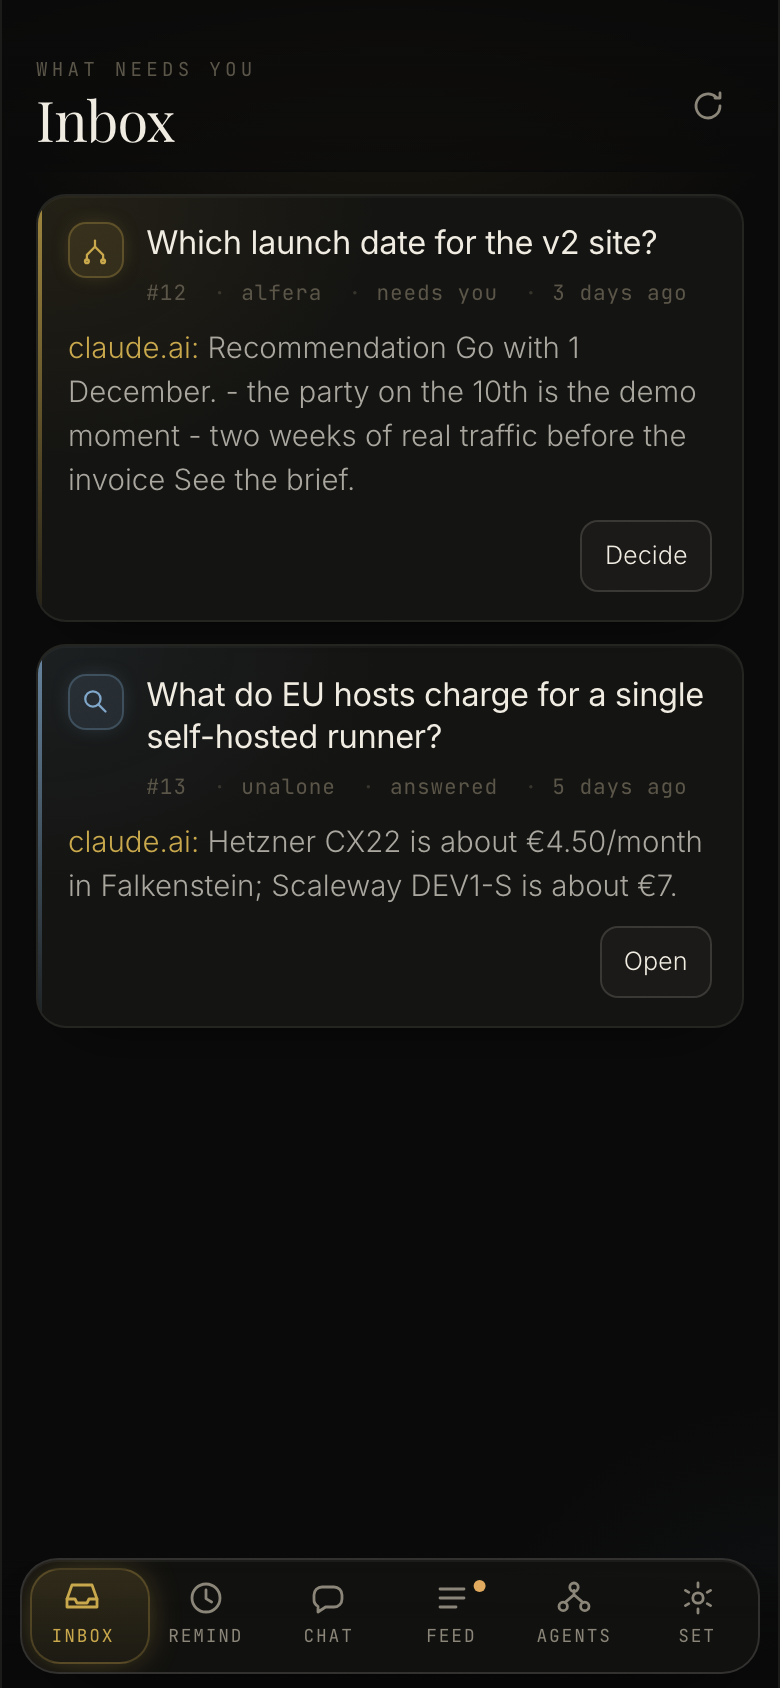 WHAT NEEDS YOU
Inbox
Which launch date for the v2 site?
#12 · alfera · needs you · 3 days ago
claude.ai: Recommendation Go with 1
December. - the party on the 10th is the demo
moment - two weeks of real traffic before the
invoice See the brief.
Decide
What do EU hosts charge for a single
self-hosted runner?
#13 · unalone · answered · 5 days ago
claude.ai: Hetzner CX22 is about €4.50/month
in Falkenstein; Scaleway DEV1-S is about €7.
Open
INBOX REMIND CHAT FEED AGENTS SET